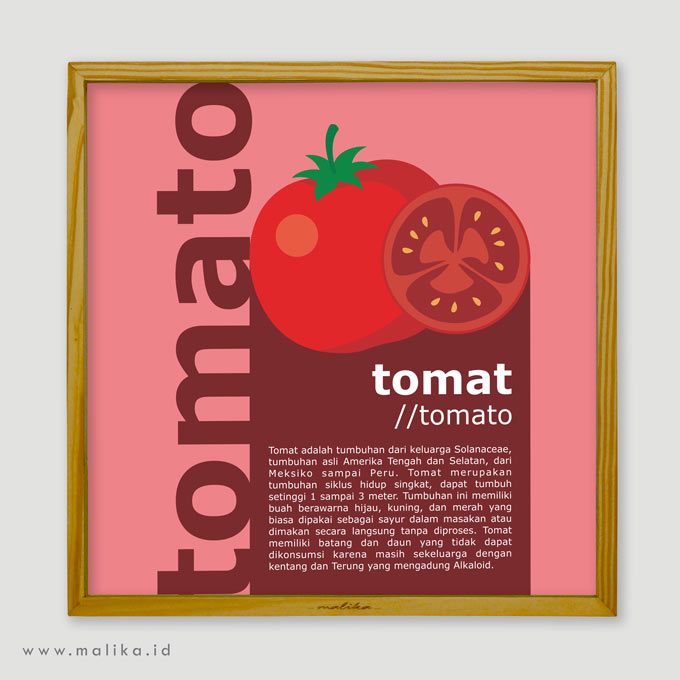 tomato
tomat
//tomato
Tomat adalah tumbuhan dari keluarga Solanaceae,
tumbuhan asli Amerika Tengah dan Selatan, dari
Meksiko sampai Peru. Tomat merupakan
tumbuhan siklus hidup singkat, dapat tumbuh
setinggi 1 sampai 3 meter. Tumbuhan ini memiliki
buah berawarna hijau, kuning, dan merah yang
biasa dipakai sebagai sayur dalam masakan atau
dimakan secara langsung tanpa diproses. Tomat
memiliki batang dan daun yang tidak dapat
dikonsumsi karena masih sekeluarga dengan
kentang dan Terung yang mengadung Alkaloid.
malika
www.malika.id